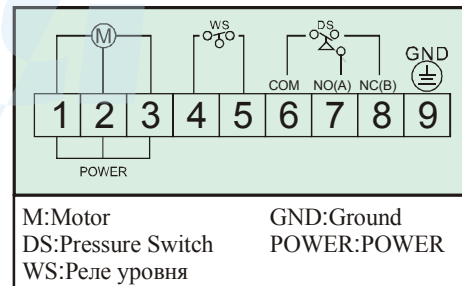 M WS DS GND
COM NO(A) NC(B)
1 2 3 4 5 6 7 8 9
POWER
M:Motor GND:Ground
DS:Pressure Switch POWER:POWER
WS:Реле уровня